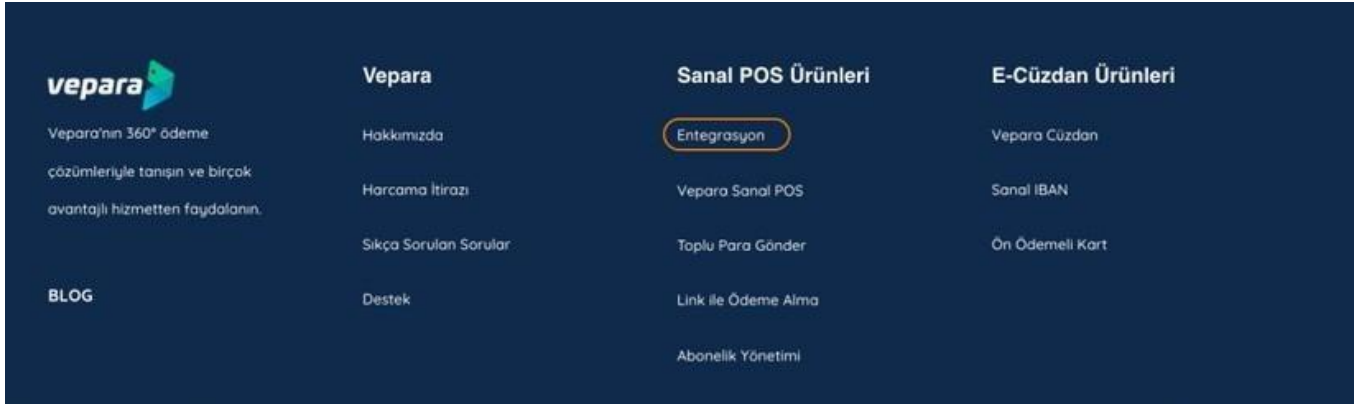 vepara
Vepara'nın 360° ödeme
çözümleriyle tanışın ve birçok
avantajlı hizmetten faydalanın.
BLOG
Vepara
Hakkımızda
Harcama İtirazı
Sıkça Sorulan Sorular
Destek
Sanal POS Ürünleri
Entegrasyon
Vepara Sanal POS
Toplu Para Gönder
Link ile Ödeme Alma
Abonelik Yönetimi
E-Cüzdan Ürünleri
Vepara Cüzdan
Sanal IBAN
Ön Ödemeli Kart